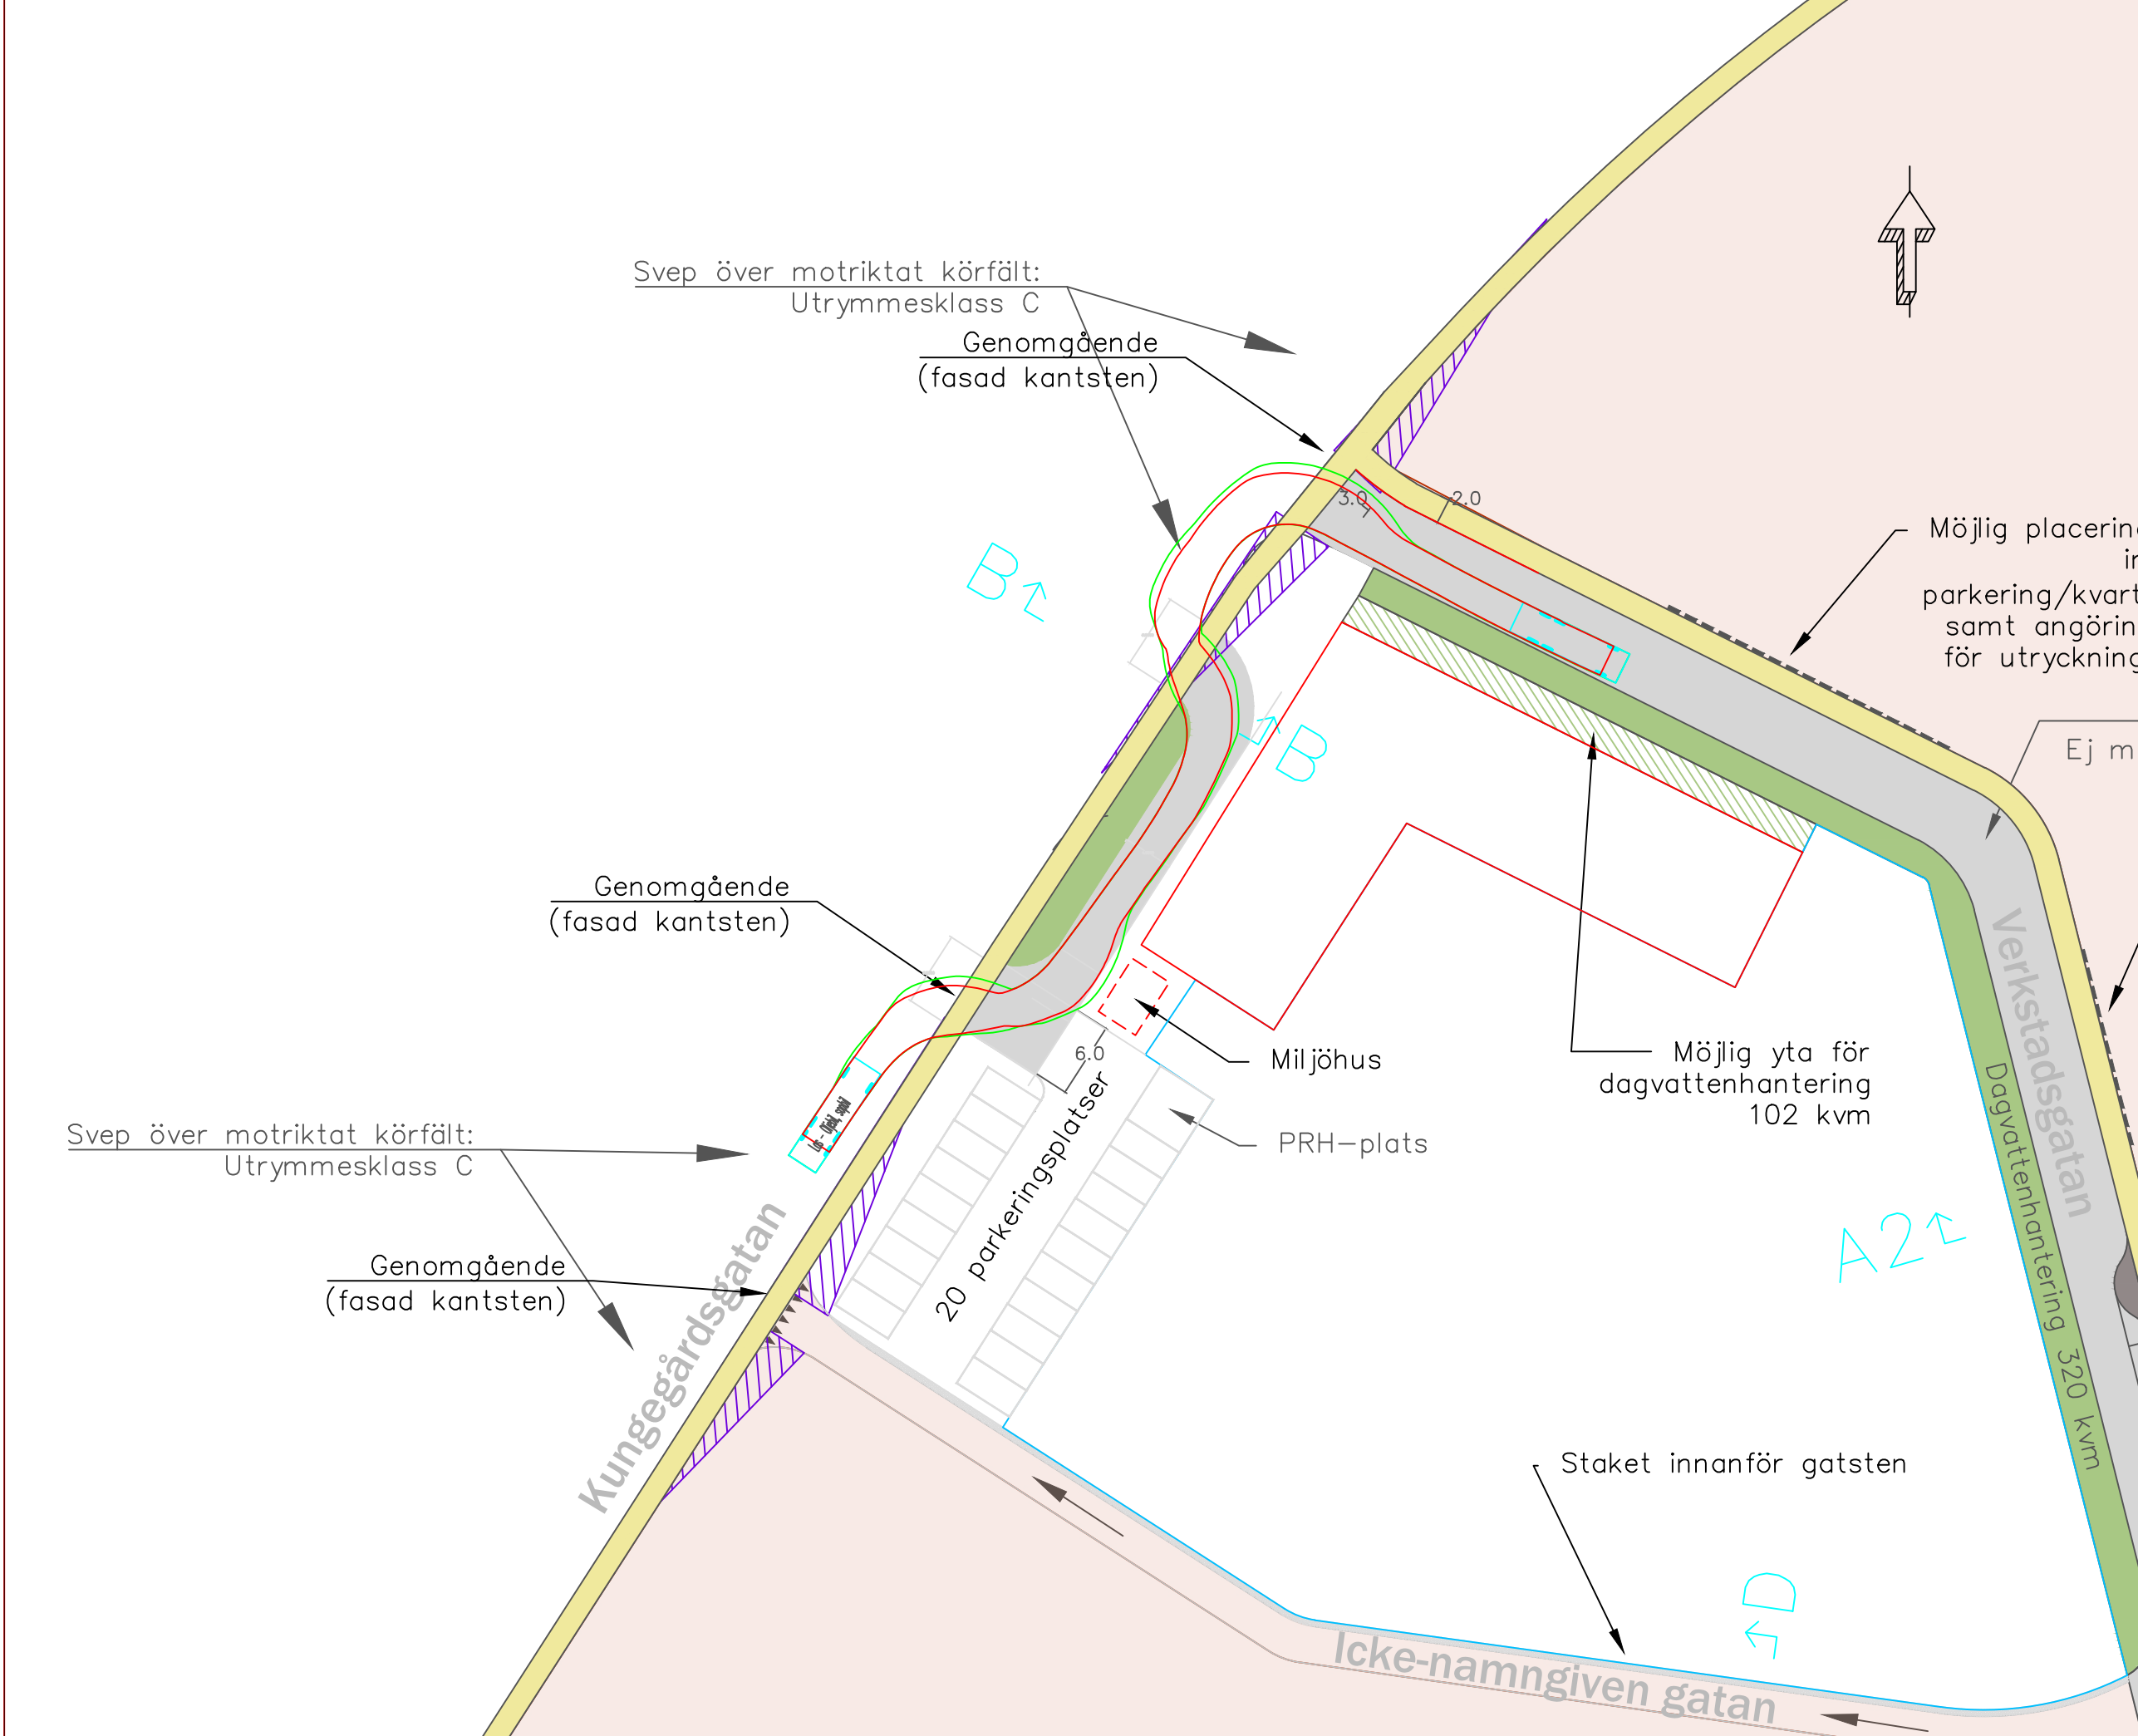 Svep över motriktat körfält:
Utrymmesklass C
Genomgående
(fasad kantsten)
3.0
2.0
Möjlig placering
parkering/kvart
samt angörin
för utryckning
B
B
Ej m
Genomgående
(fasad kantsten)
Verkstadsgatan
Miljöhus
6.0
Möjlig yta för
dagvattenhantering
102 kvm
PRH-plats
20 parkeringsplatser
Svep över motriktat körfält:
Utrymmesklass C
Dagvattenhantering 320 kvm
A2
Genomgående
(fasad kantsten)
Kungegårdsgatan
Staket innanför gatsten
D
Icke-namngiven gatan